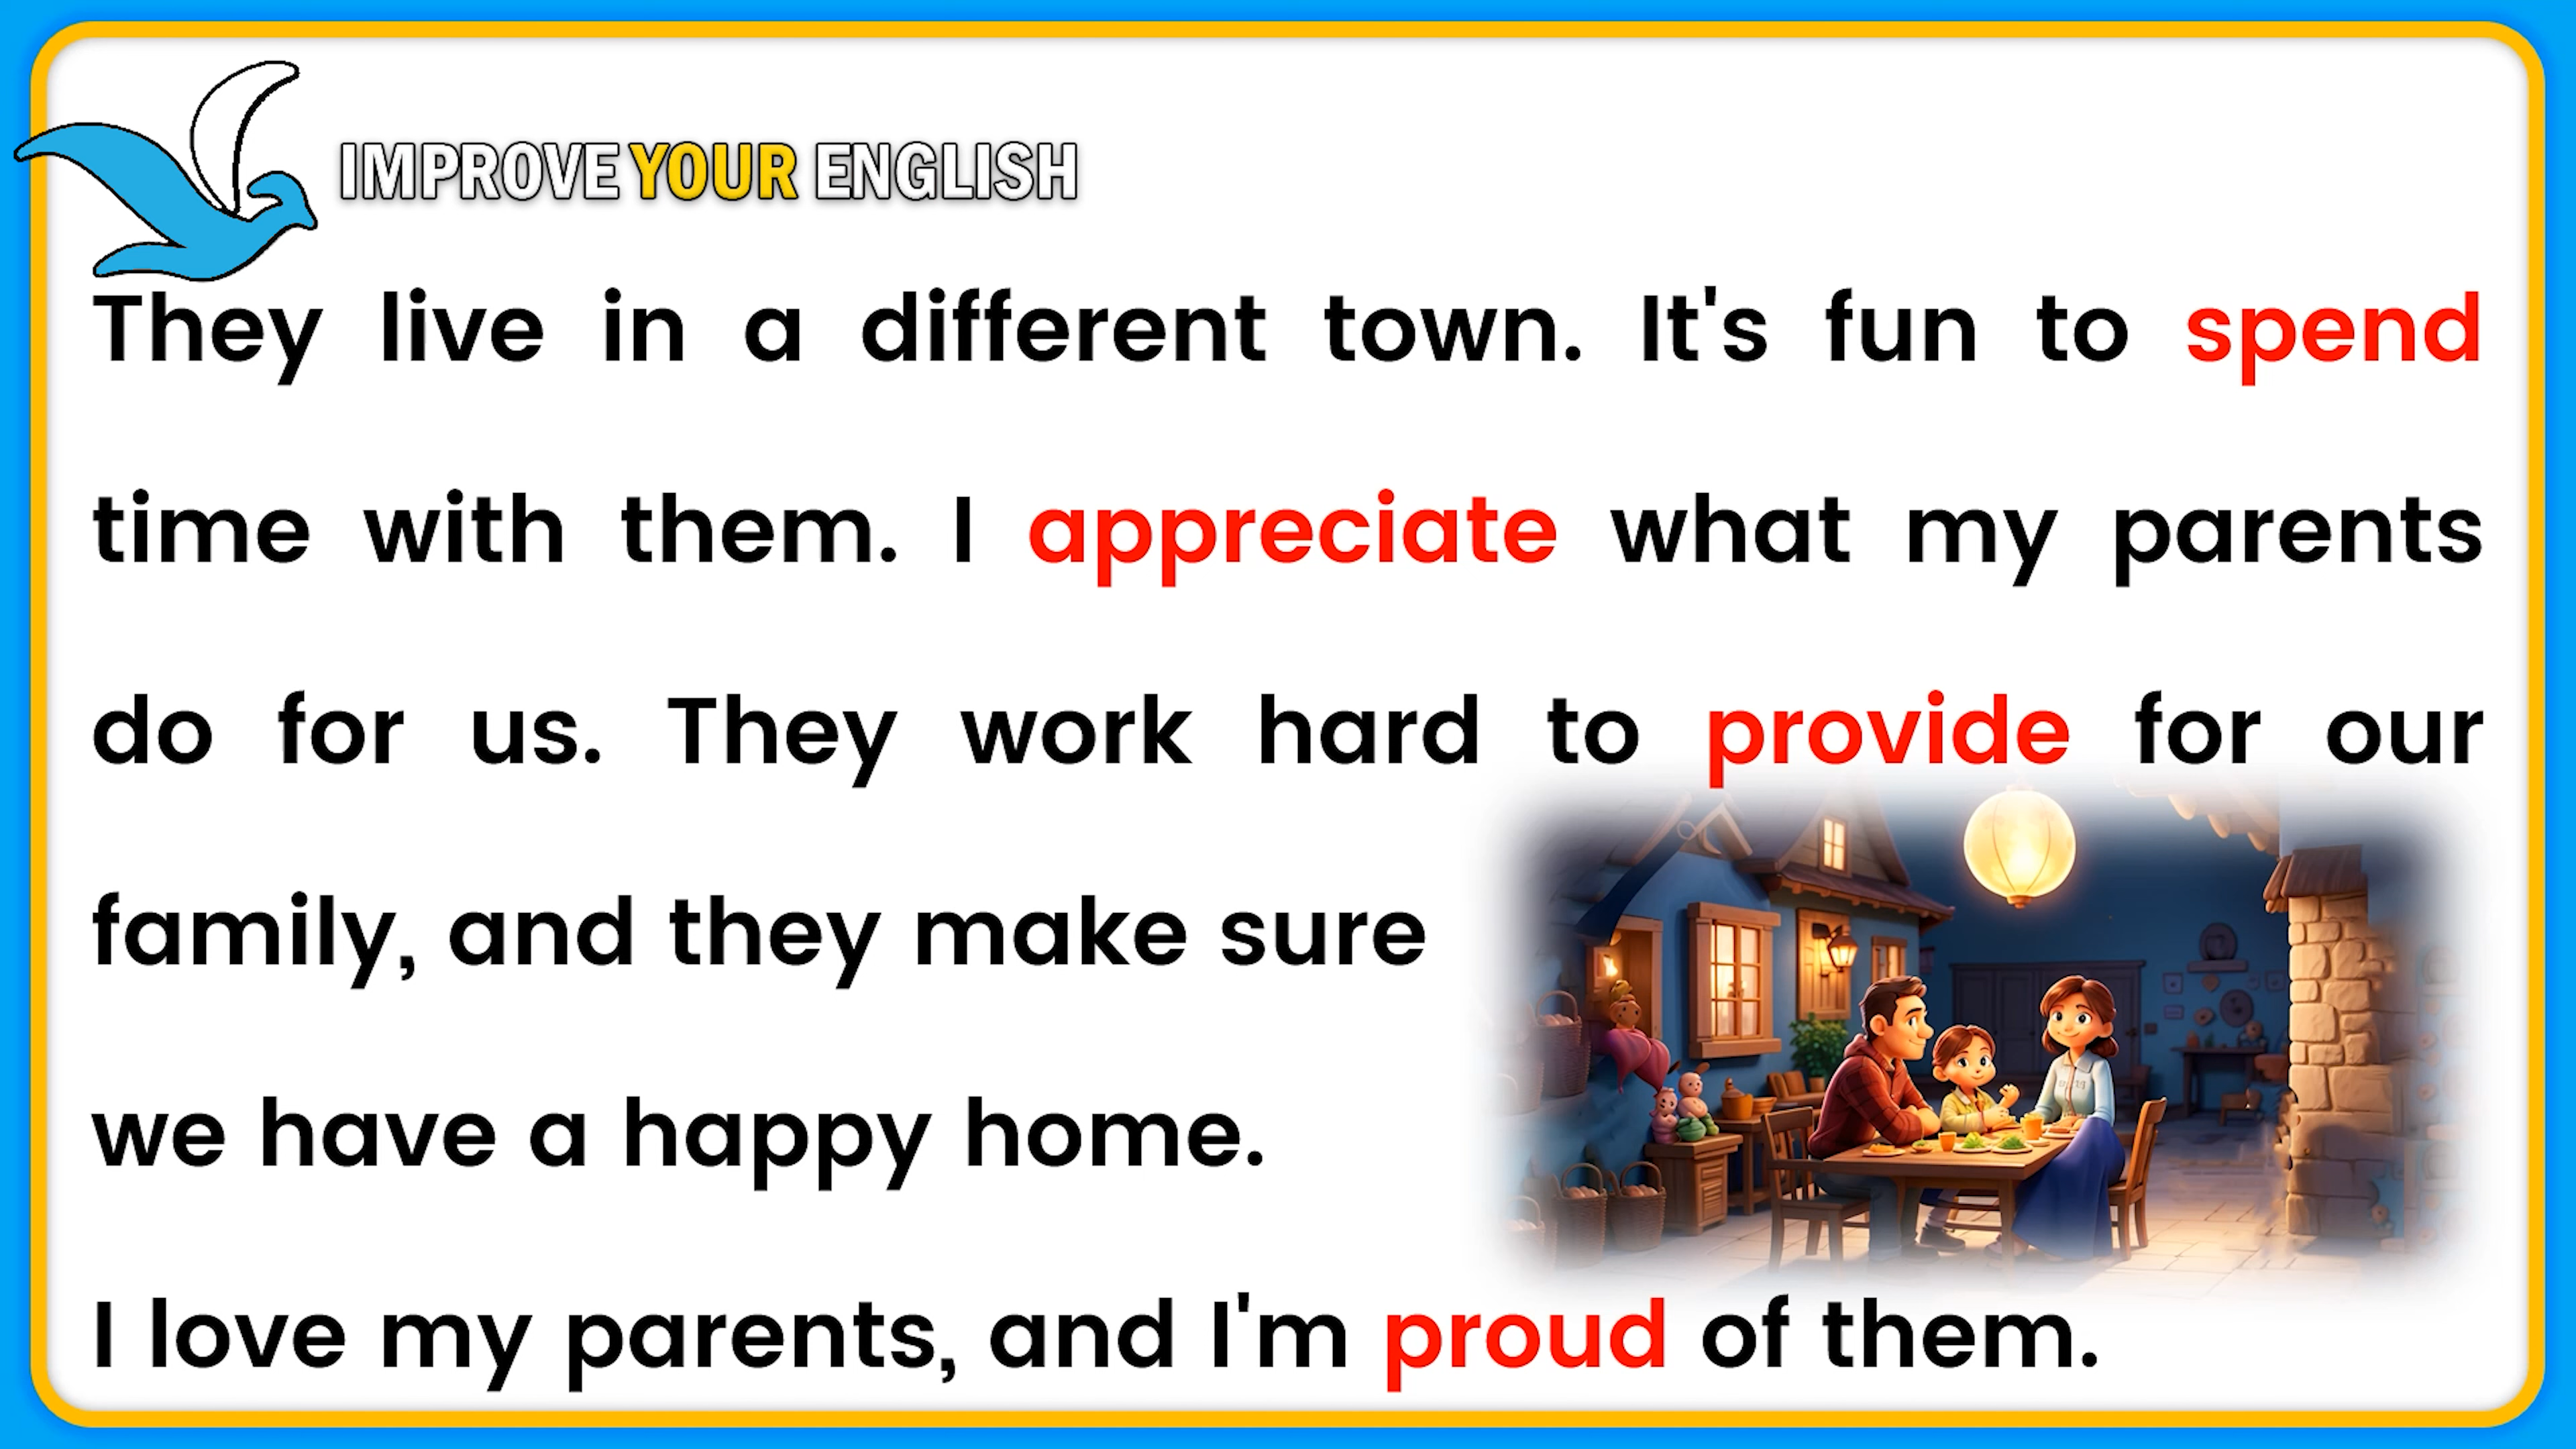 IMPROVE YOUR ENGLISH
They live in a different town. It's fun to spend
time with them. I appreciate what my parents
do for us. They work hard to provide for our
family, and they make sure
we have a happy home.
I love my parents, and I'm proud of them.